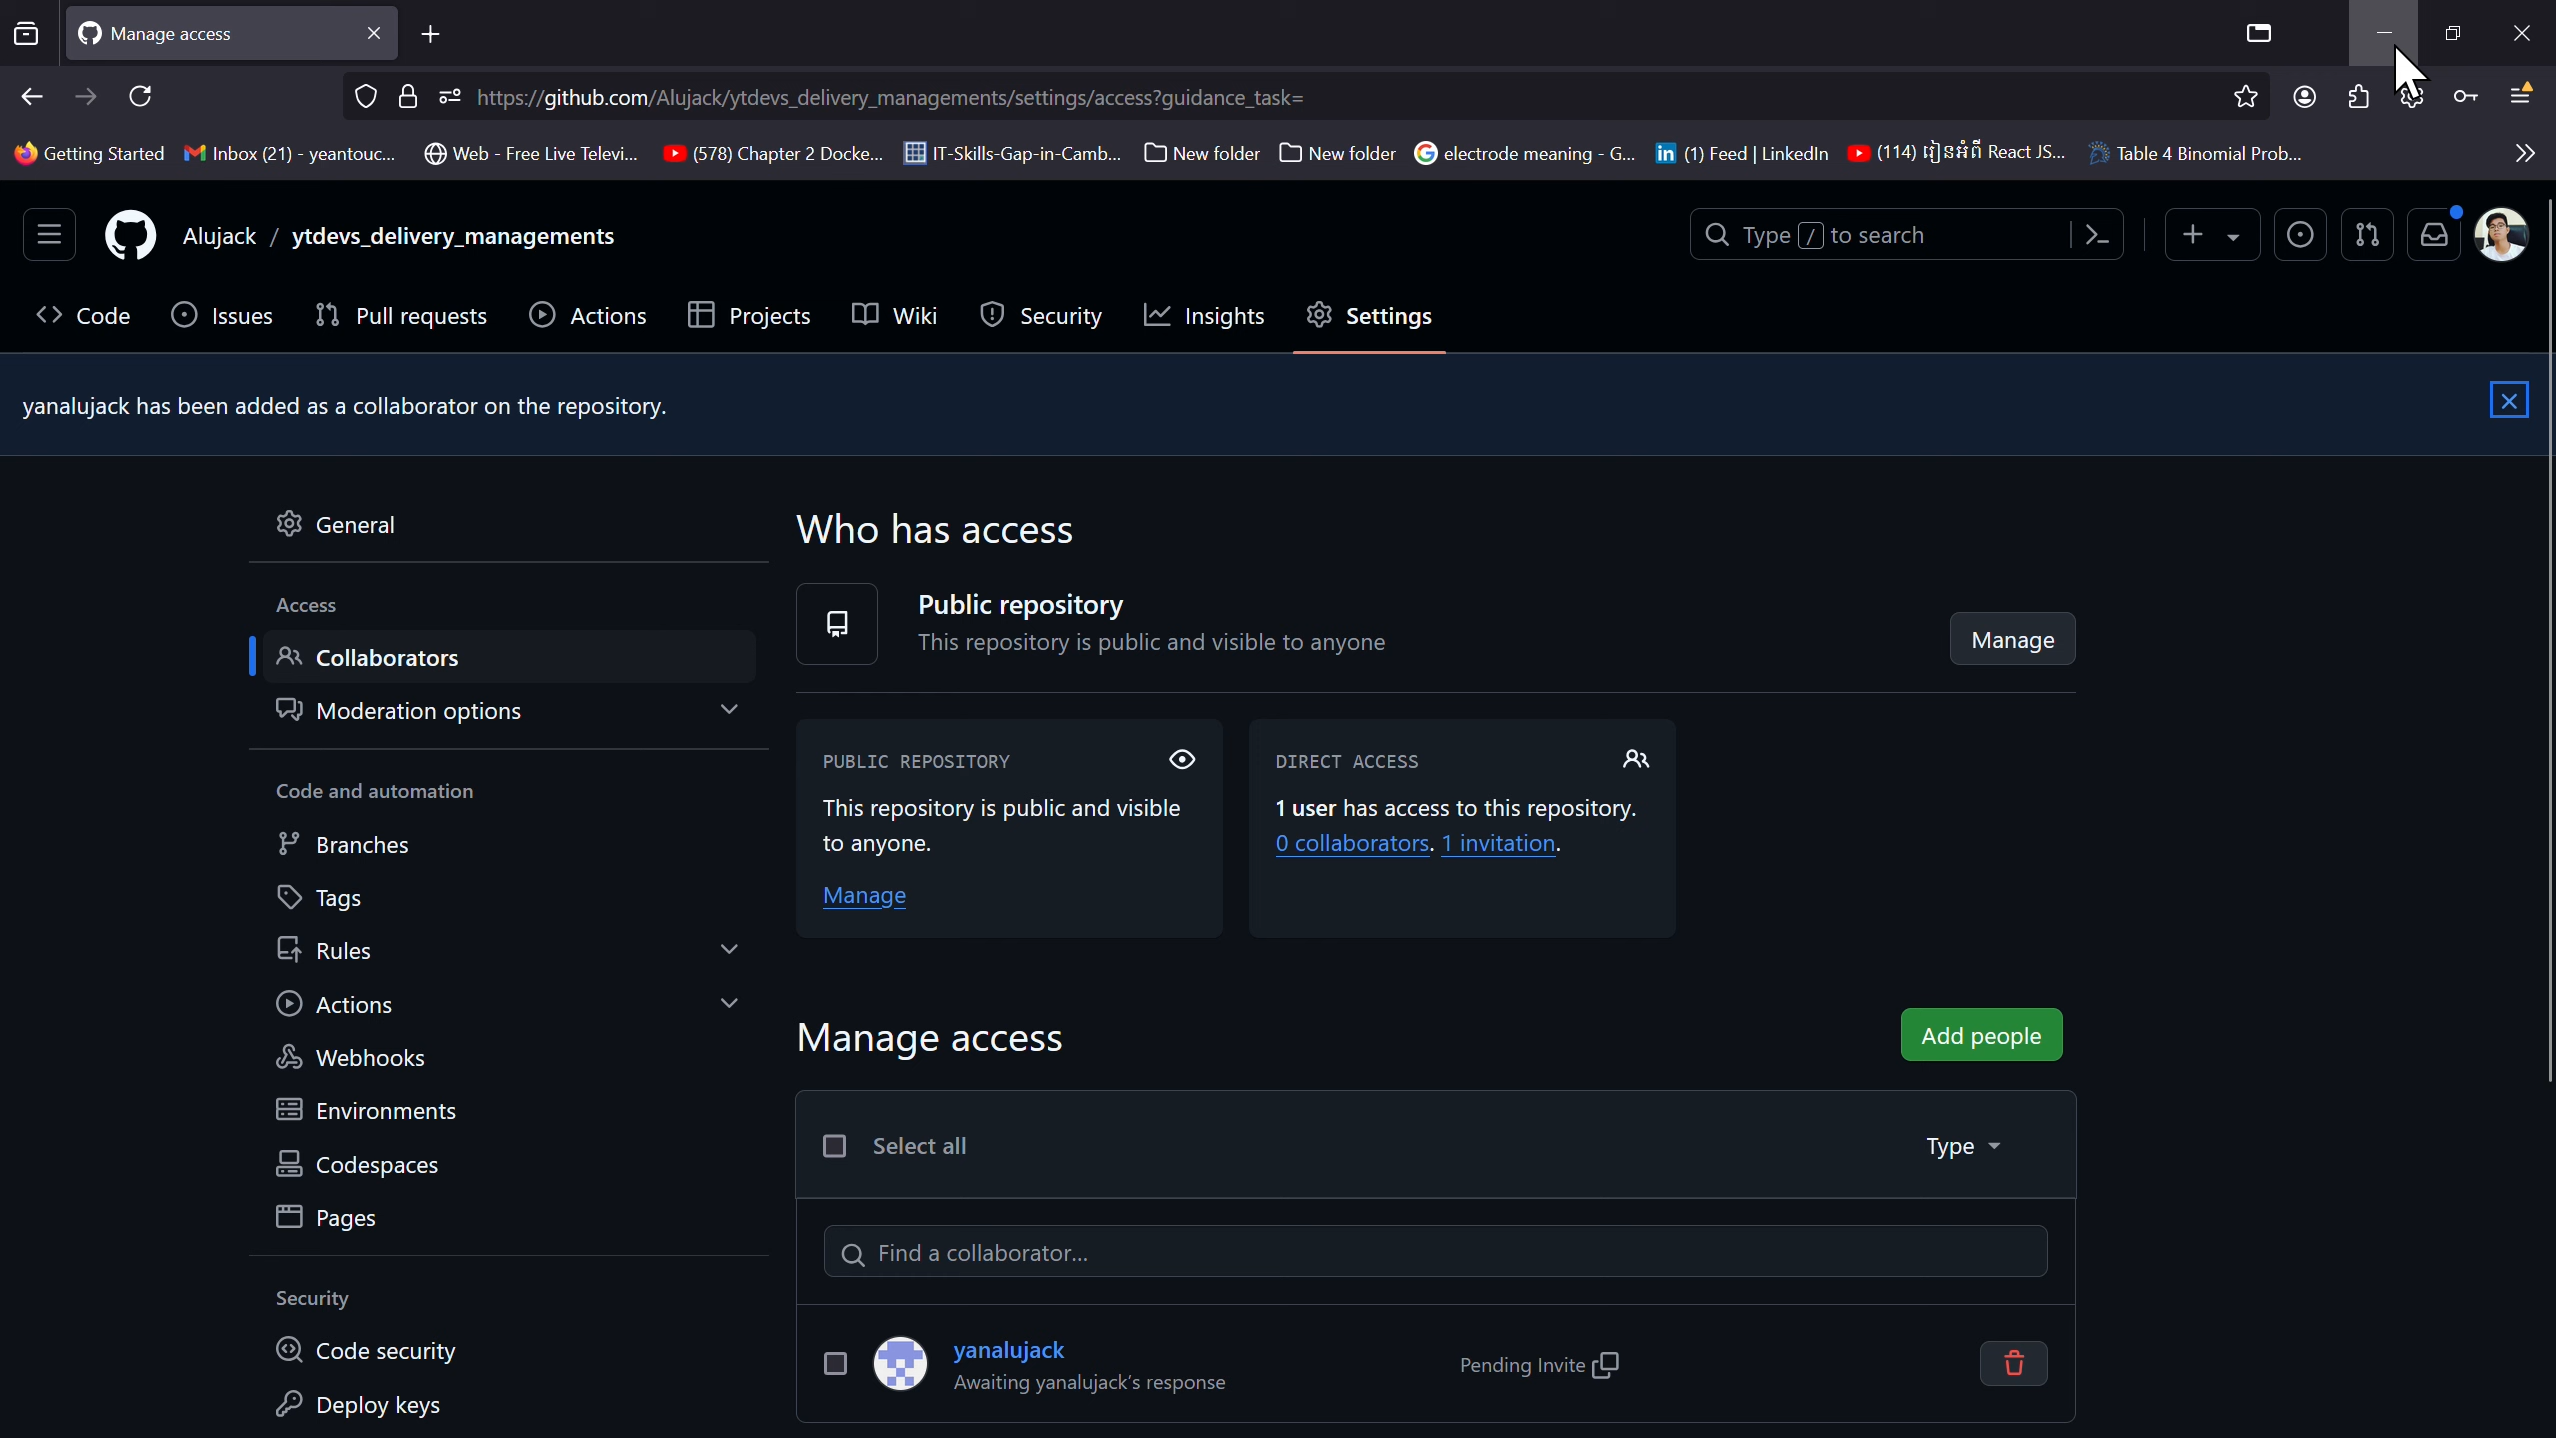 Manage access
https://github.com/Alujack/ytdevs_delivery_managements/settings/access?guidance_task=
Getting Started Inbox (21) - yeantouc... Web - Free Live Televi... (578) Chapter 2 Docke... IT-Skills-Gap-in-Camb... New folder New folder electrode meaning - G... (1) Feed | LinkedIn (114) រៀនអំពី React JS... Table 4 Binomial Prob...
Alujack / ytdevs_delivery_managements Type / to search
Code Issues Pull requests Actions Projects Wiki Security Insights Settings
yanalujack has been added as a collaborator on the repository.
General
Access
Collaborators
Moderation options
Code and automation
Branches
Tags
Rules
Actions
Webhooks
Environments
Codespaces
Pages
Security
Code security
Deploy keys
Who has access
Public repository
This repository is public and visible to anyone
Manage
PUBLIC REPOSITORY
This repository is public and visible
to anyone.
Manage
DIRECT ACCESS
1 user has access to this repository.
0 collaborators. 1 invitation.
Manage access
Add people
Select all
Type
Find a collaborator...
yanalujack
Awaiting yanalujack's response
Pending Invite